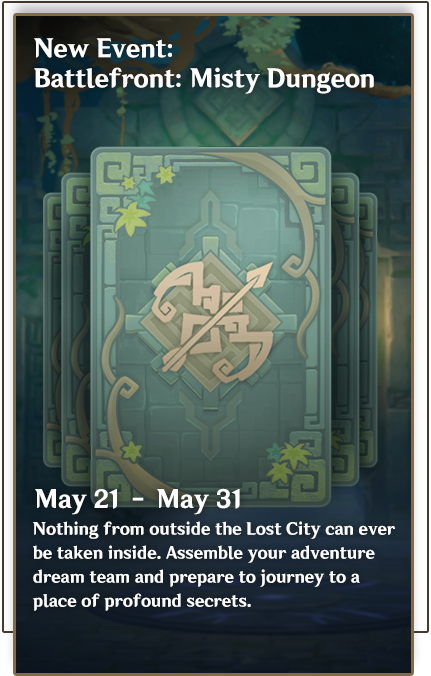 New Event:
Battlefront: Misty Dungeon
May 21 - May 31
Nothing from outside the Lost City can ever
be taken inside. Assemble your adventure
dream team and prepare to journey to a
place of profound secrets.